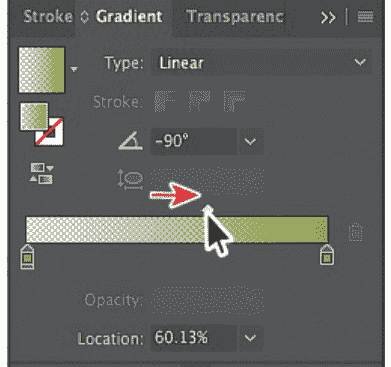 Stroke Gradient Transparenc
Type: Linear
Stroke:
-90°
Opacity:
Location: 60.13%